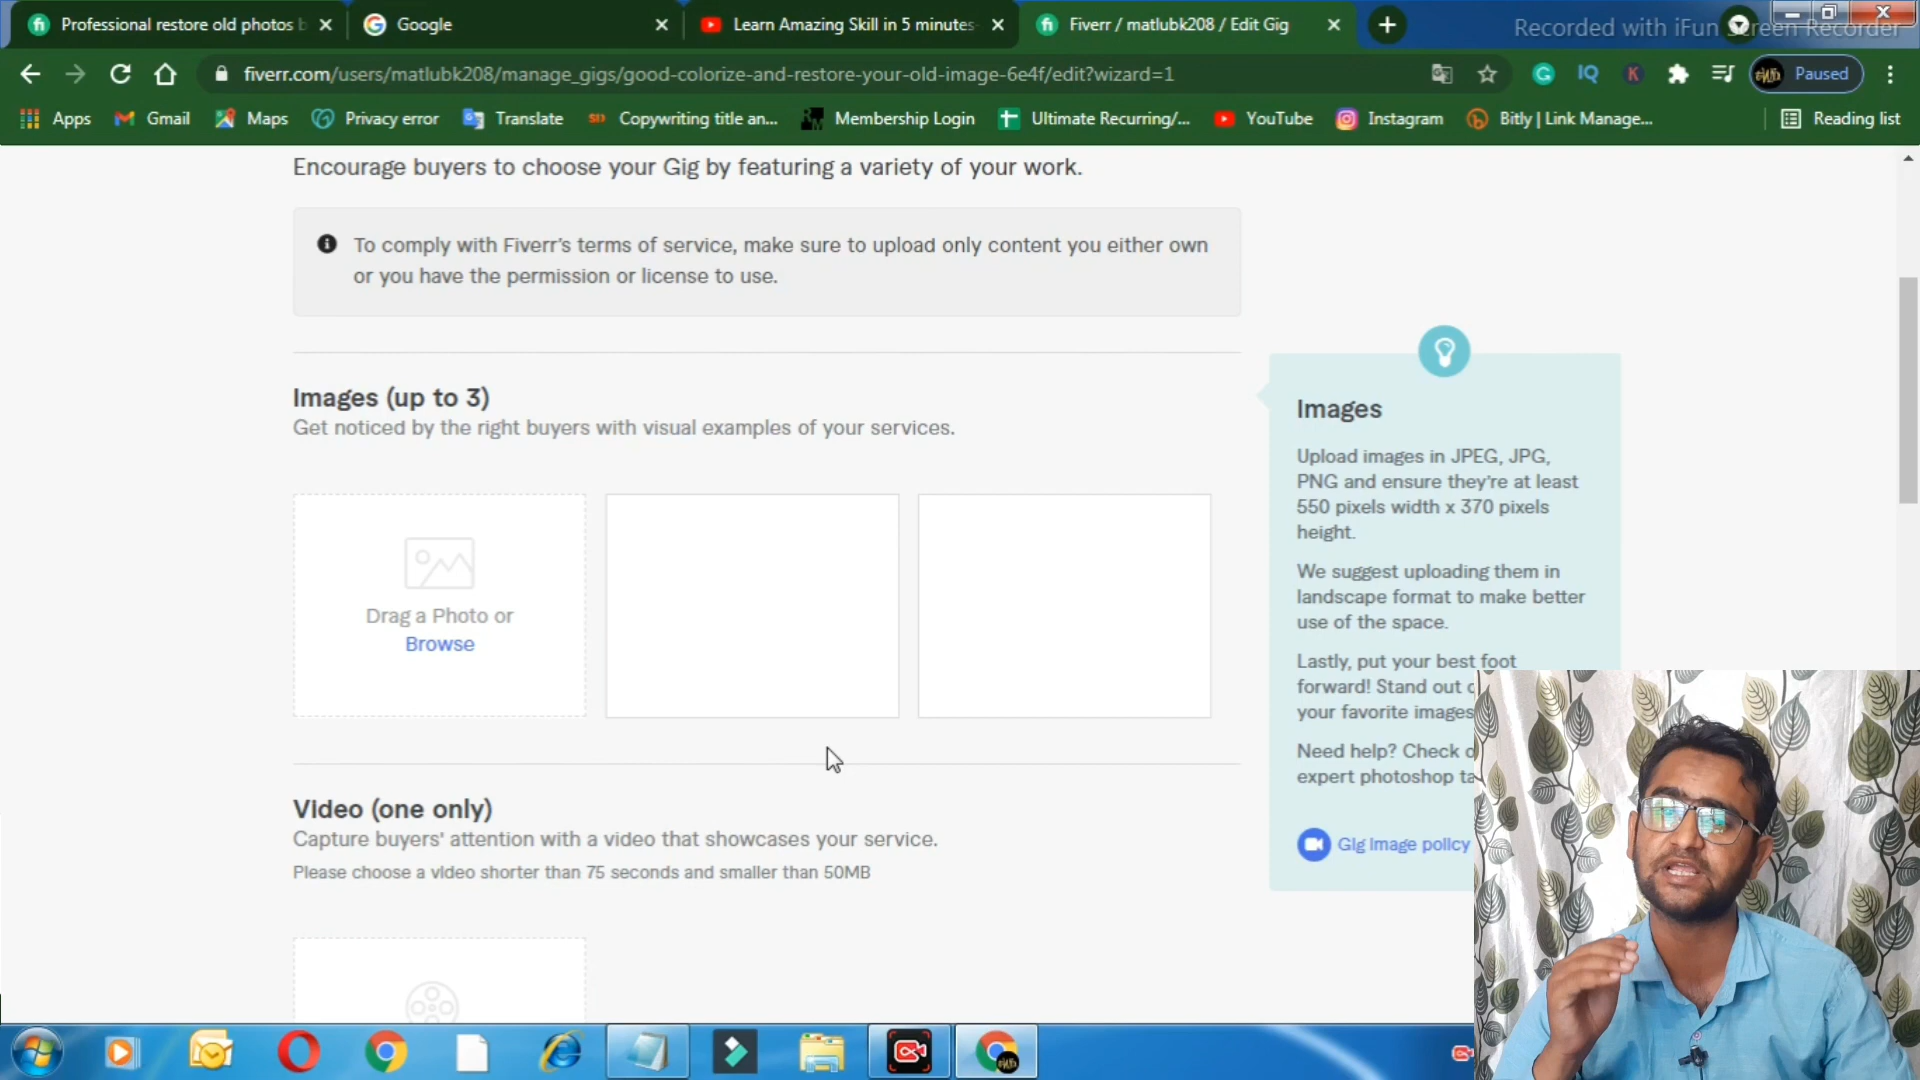 Professional restore old photos b
Google
Learn Amazing Skill in 5 minutes-
Fiverr / matlubk208 / Edit Gig
Recorded with iFun Screen Recorder
fiverr.com/users/matlubk208/manage_gigs/good-colorize-and-restore-your-old-image-6e4f/edit?wizard=1
Paused
Apps
Gmail
Maps
Privacy error
Translate
Copywriting title an...
Membership Login
Ultimate Recurring/...
YouTube
Instagram
Bitly | Link Manage...
Reading list
Encourage buyers to choose your Gig by featuring a variety of your work.
To comply with Fiverr's terms of service, make sure to upload only content you either own
or you have the permission or license to use.
Images (up to 3)
Get noticed by the right buyers with visual examples of your services.
Drag a Photo or
Browse
Images
Upload images in JPEG, JPG,
PNG and ensure they're at least
550 pixels width x 370 pixels
height.
We suggest uploading them in
landscape format to make better
use of the space.
Lastly, put your best foot
forward! Stand out
your favorite images
Need help? Check
expert photoshop
Gig image policy
Video (one only)
Capture buyers' attention with a video that showcases your service.
Please choose a video shorter than 75 seconds and smaller than 50MB